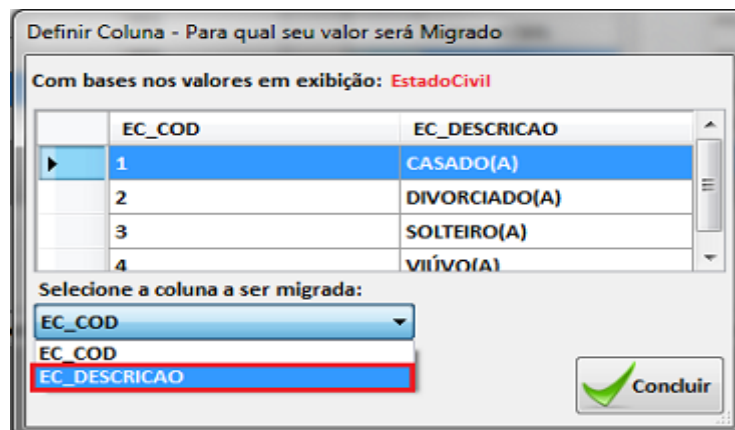 Definir Coluna - Para qual seu valor será Migrado
Com bases nos valores em exibição: EstadoCivil
EC_COD EC_DESCRICAO
1 CASADO(A)
2 DIVORCIADO(A)
3 SOLTEIRO(A)
4 VIÚVO(A)
Selecione a coluna a ser migrada:
EC_COD
EC_COD
EC_DESCRICAO
Concluir